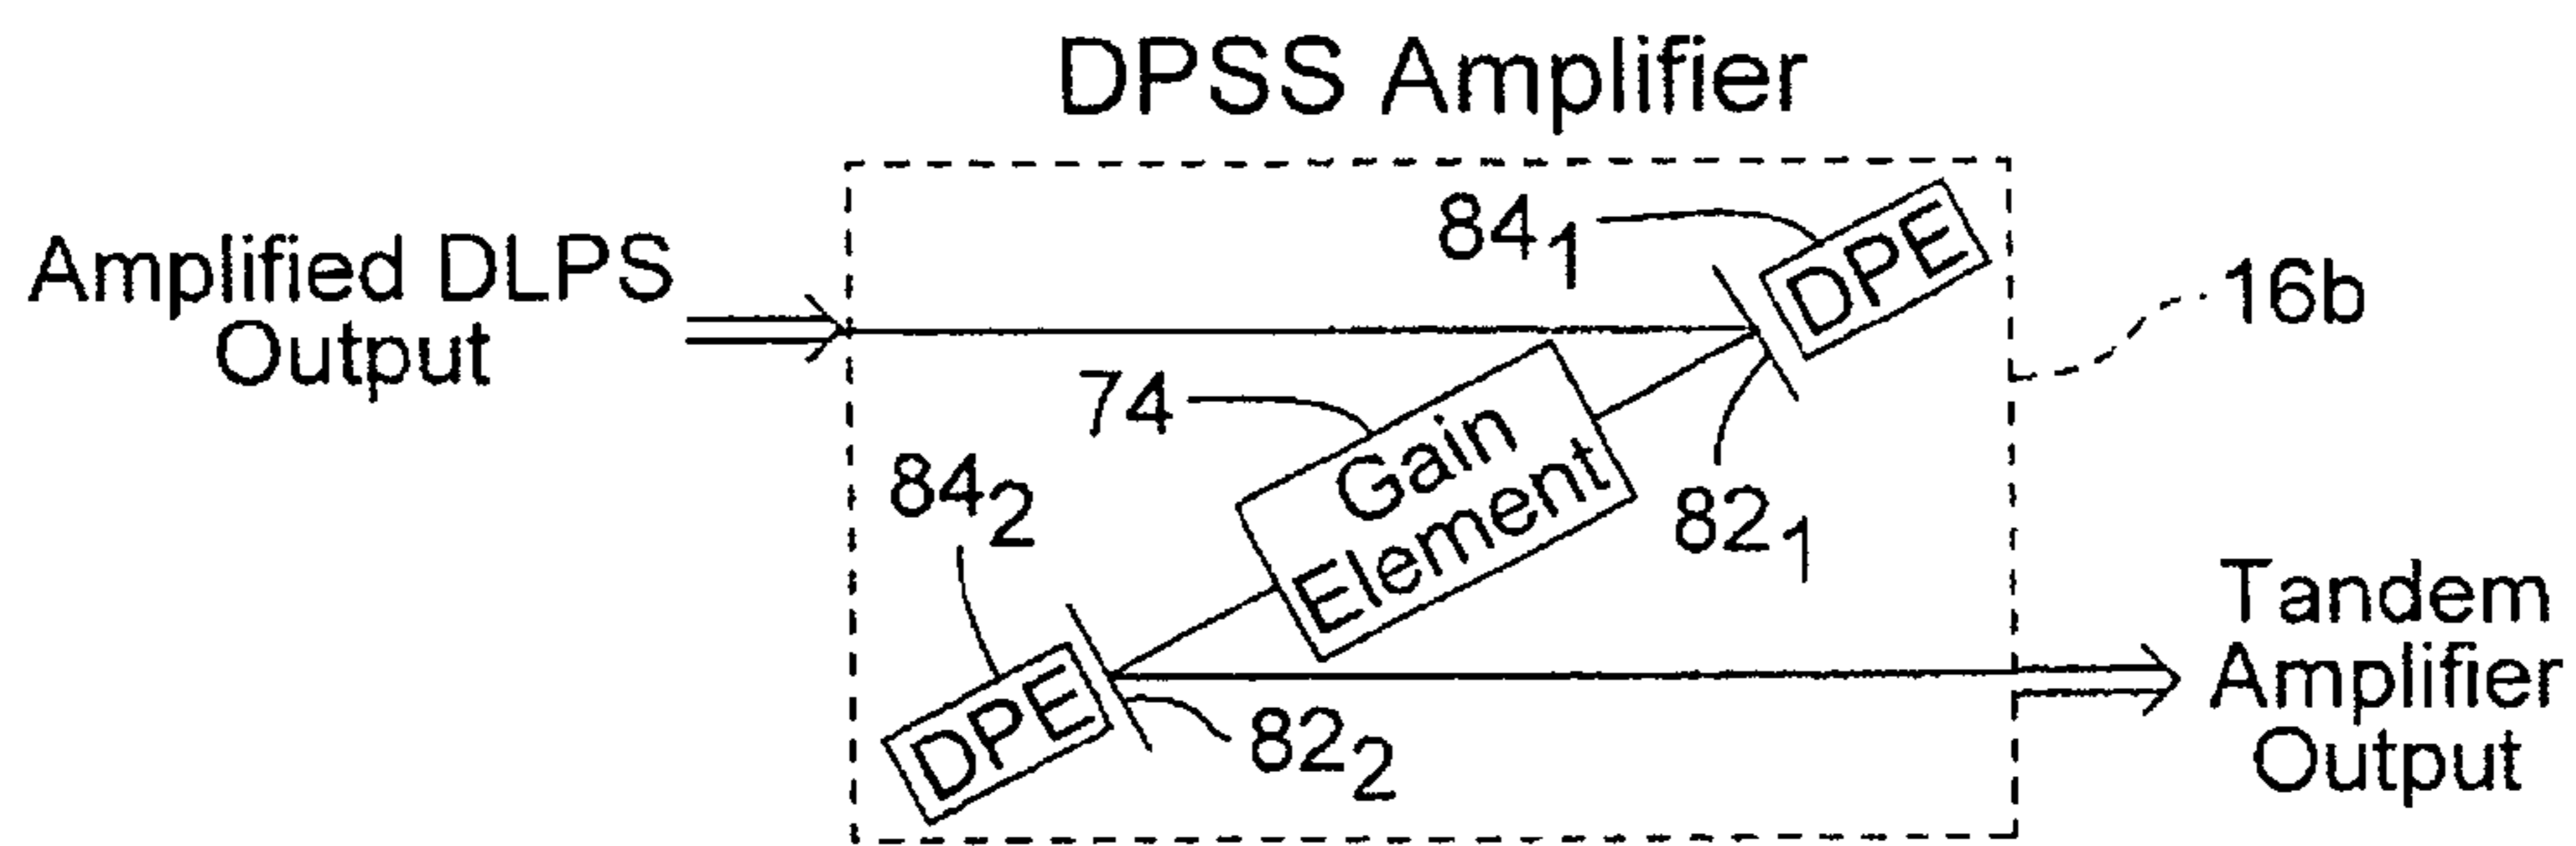 DPSS Amplifier
Amplified DLPS
Output
84₁
DPE
16b
74
Gain
Element
82₁
84₂
DPE
82₂
Tandem
Amplifier
Output